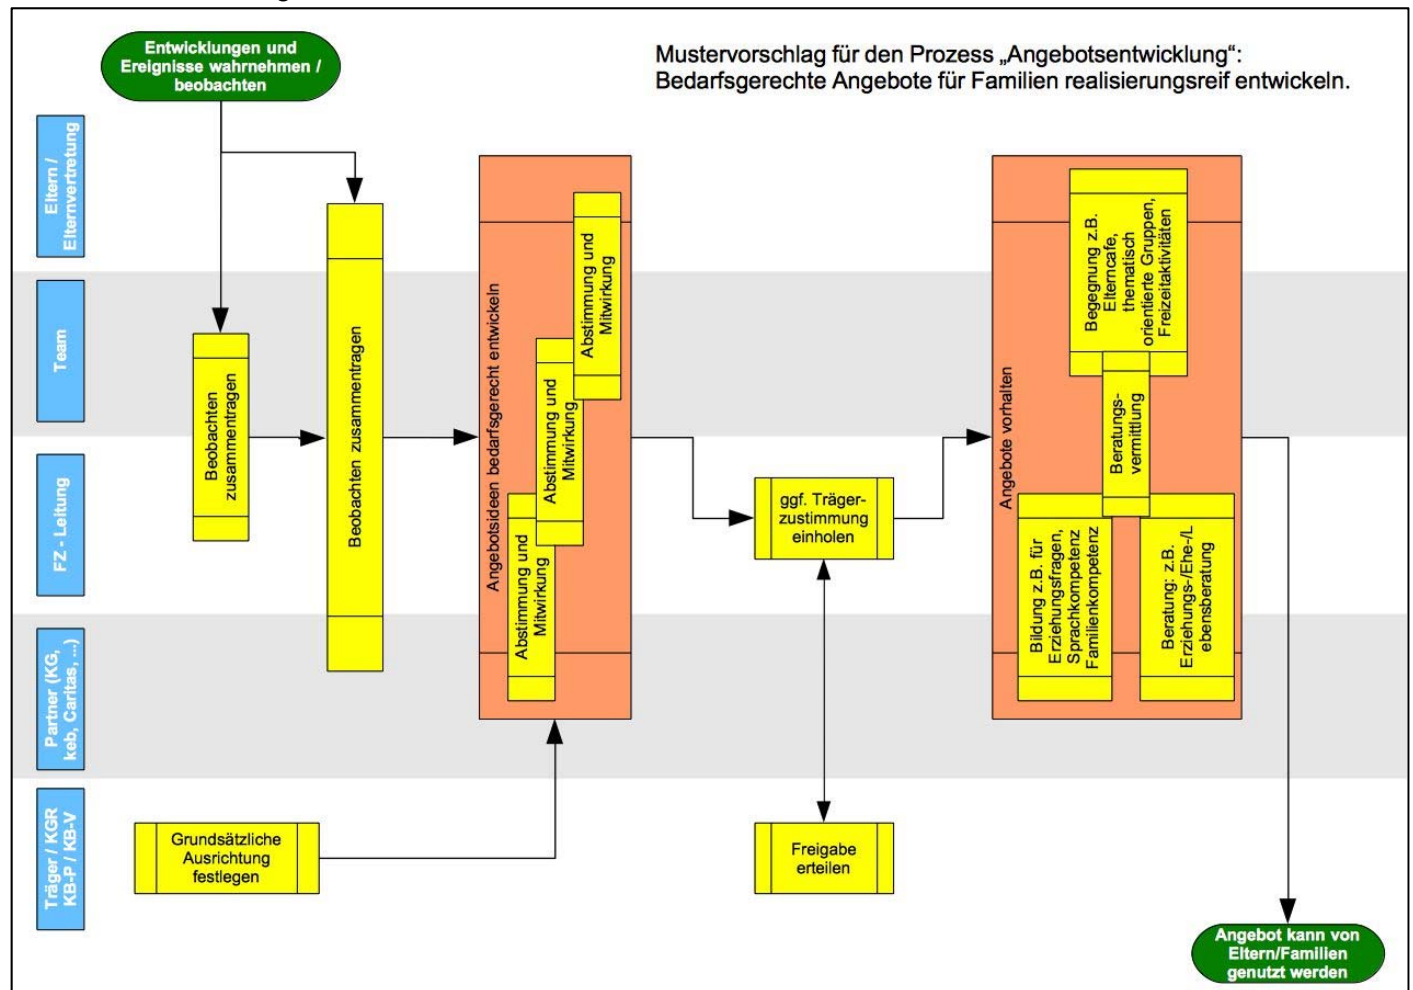 Entwicklungen und
Ereignisse wahrnehmen /
beobachten
Mustervorschlag für den Prozess „Angebotsentwicklung“:
Bedarfsgerechte Angebote für Familien realisierungsreif entwickeln.
Eltern /
Elternvertretung
Team
FZ - Leitung
Partner (KG,
keb, Caritas, ...)
Träger / KGR
KB-P / KB-V
Beobachten
zusammentragen
Beobachten zusammentragen
Angebotsideen bedarfsgerecht entwickeln
Abstimmung und
Mitwirkung
Abstimmung und
Mitwirkung
Abstimmung und
Mitwirkung
Grundsätzliche
Ausrichtung
festlegen
ggf. Träger-
zustimmung
einholen
Freigabe
erteilen
Angebote vorhalten
Begegnung z.B.
Elterncafe,
thematisch
orientierte Gruppen,
Freizeitaktivitäten
Beratungs-
vermittlung
Bildung z.B. für
Erziehungsfragen,
Sprachkompetenz
Familienkompetenz
Beratung: z.B.
Erziehungs-/Ehe-/L
ebensberatung
Angebot kann von
Eltern/Familien
genutzt werden